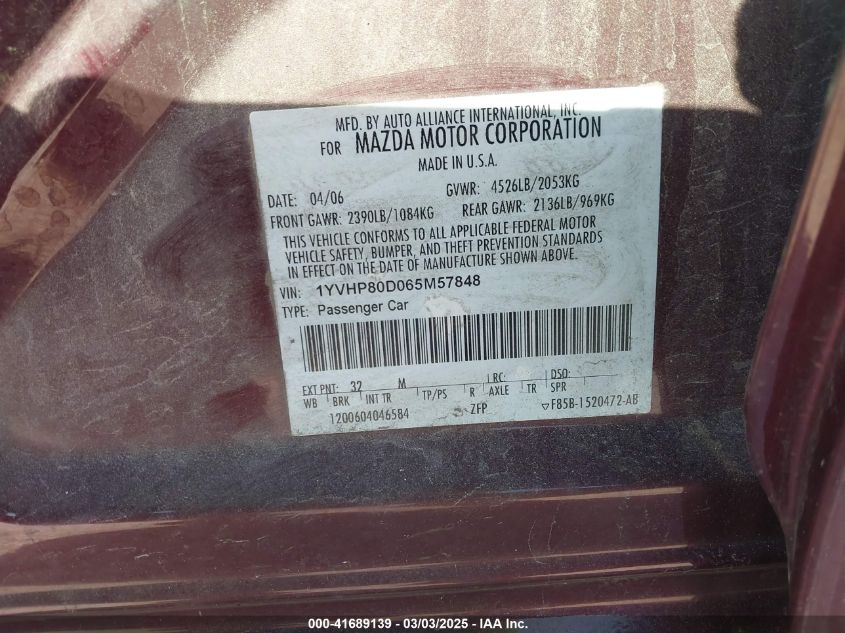 MFD. BY AUTO ALLIANCE INTERNATIONAL, INC.
FOR MAZDA MOTOR CORPORATION
MADE IN U.S.A.
DATE: 04/06 GVWR: 4526LB/2053KG
FRONT GAWR: 2390LB/1084KG REAR GAWR: 2136LB/969KG
THIS VEHICLE CONFORMS TO ALL APPLICABLE FEDERAL MOTOR
VEHICLE SAFETY, BUMPER, AND THEFT PREVENTION STANDARDS
IN EFFECT ON THE DATE OF MANUFACTURE SHOWN ABOVE.
VIN: 1YVHP80D065M57848
TYPE: Passenger Car
EXT PNT: 32 M RC: DSO:
WB BRK INT TR TP/PS R AXLE TR SPR
1200604046584 ZFP ▽F85B-1520472-AB
000-41689139 - 03/03/2025 - IAA Inc.